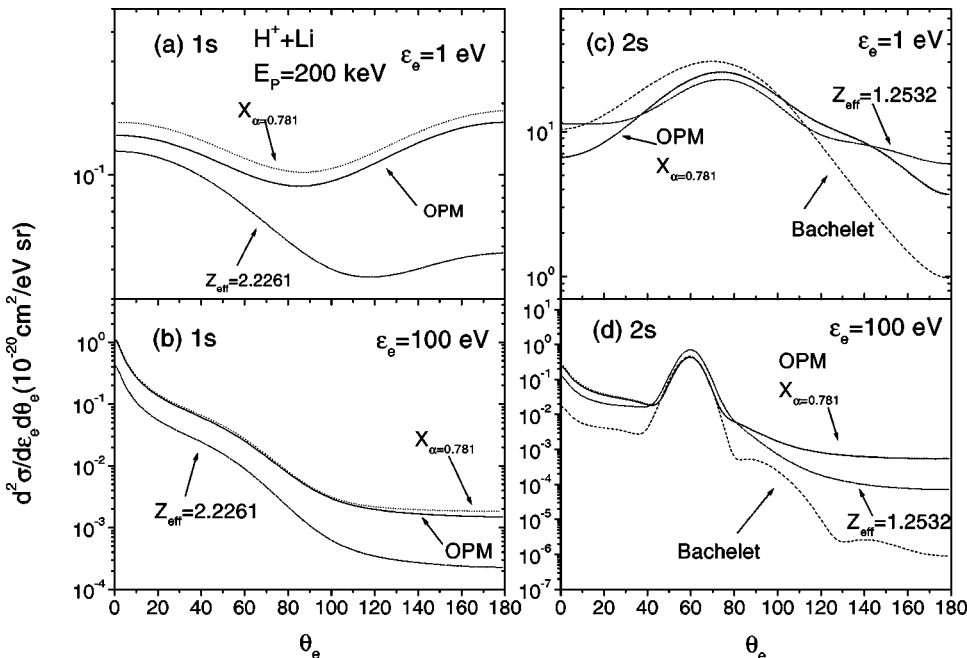 (a) 1s
H⁺+Li
E_P=200 keV
ε_e=1 eV
X_α=0.781
OPM
Z_eff=2.2261
10⁻¹
(c) 2s
ε_e=1 eV
Z_eff=1.2532
OPM
X_α=0.781
Bachelet
10¹
10⁰
(b) 1s
ε_e=100 eV
X_α=0.781
Z_eff=2.2261
OPM
10⁰
10⁻¹
10⁻²
10⁻³
10⁻⁴
0 20 40 60 80 100 120 140 160 180
θ_e
(d) 2s
ε_e=100 eV
OPM
X_α=0.781
Z_eff=1.2532
Bachelet
10¹
10⁰
10⁻¹
10⁻²
10⁻³
10⁻⁴
10⁻⁵
10⁻⁶
10⁻⁷
0 20 40 60 80 100 120 140 160 180
θ_e
d²σ/dε_edθ_e(10⁻²⁰cm²/eV sr)